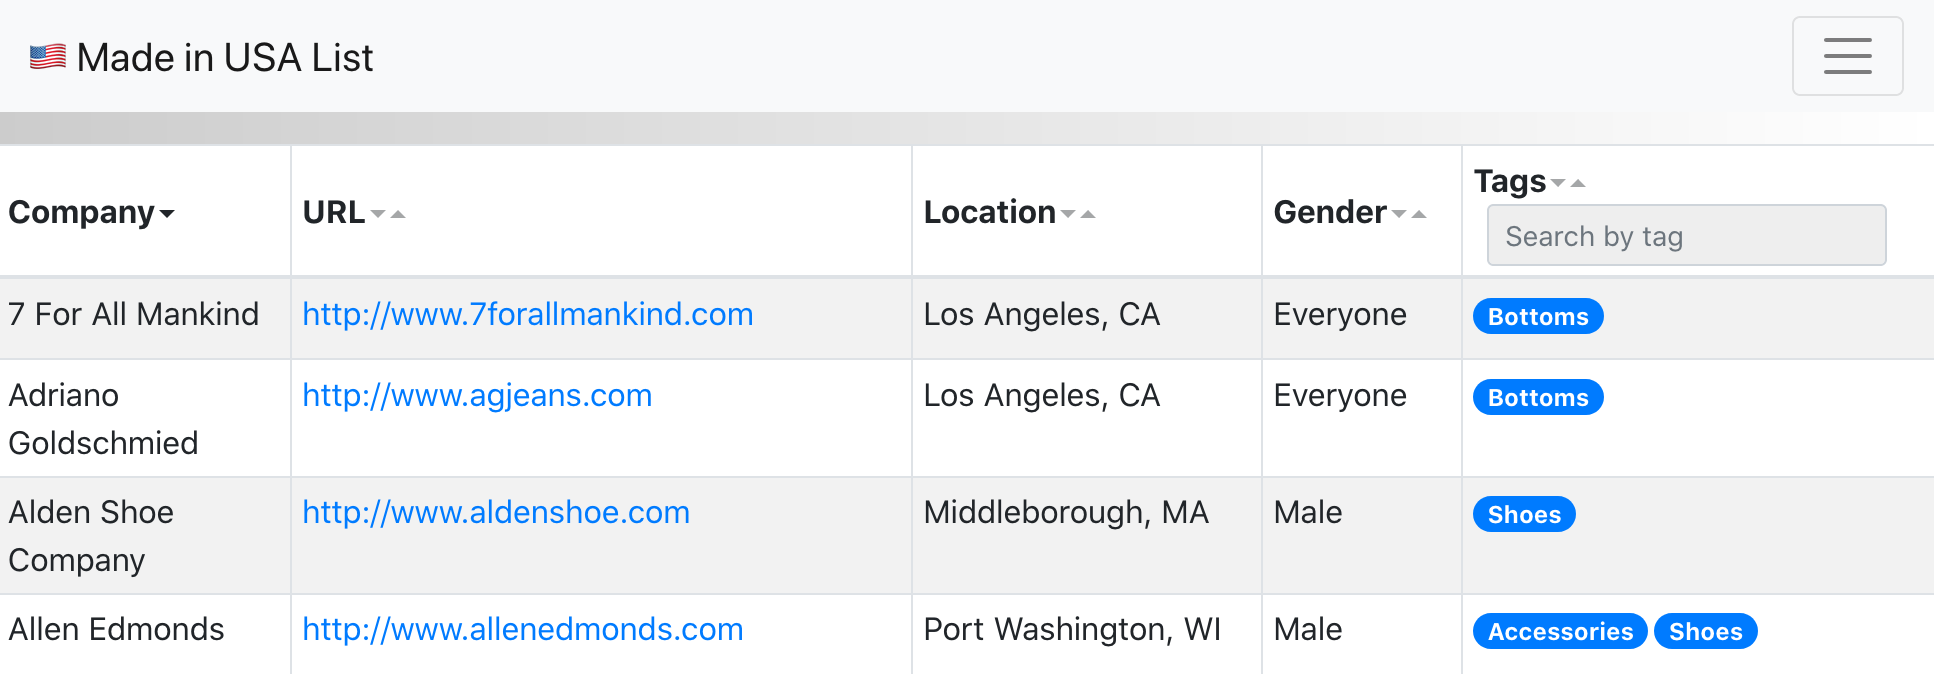 🇺🇸 Made in USA List
Company URL Location Gender Tags
Search by tag
7 For All Mankind http://www.7forallmankind.com Los Angeles, CA Everyone Bottoms
Adriano Goldschmied http://www.agjeans.com Los Angeles, CA Everyone Bottoms
Alden Shoe Company http://www.aldenshoe.com Middleborough, MA Male Shoes
Allen Edmonds http://www.allenedmonds.com Port Washington, WI Male Accessories Shoes